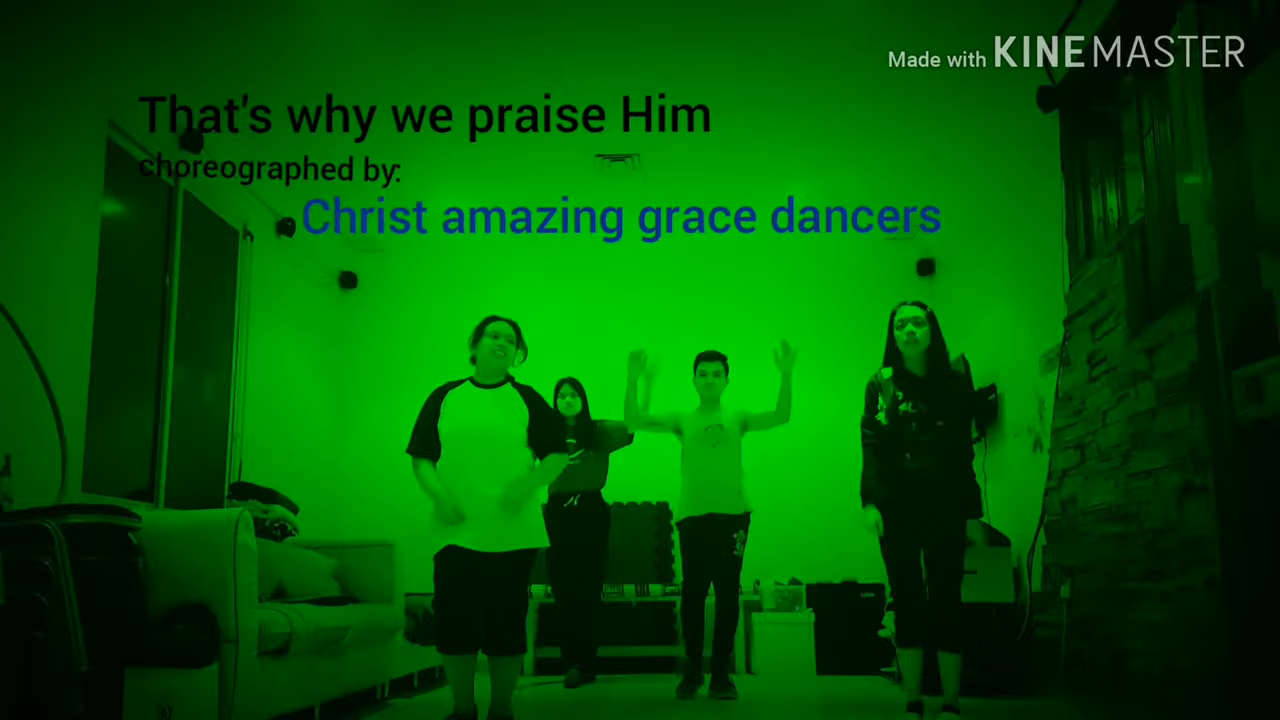 Made with KINEMASTER
That's why we praise Him
choreographed by:
Christ amazing grace dancers